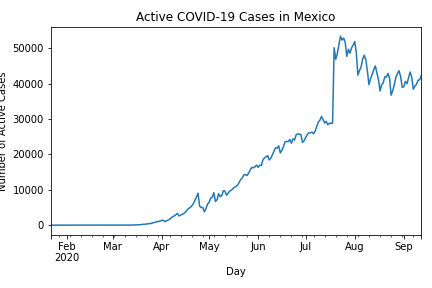 Active COVID-19 Cases in Mexico
Number of Active Cases
50000
40000
30000
20000
10000
0
Feb Mar Apr May Jun Jul Aug Sep
2020
Day